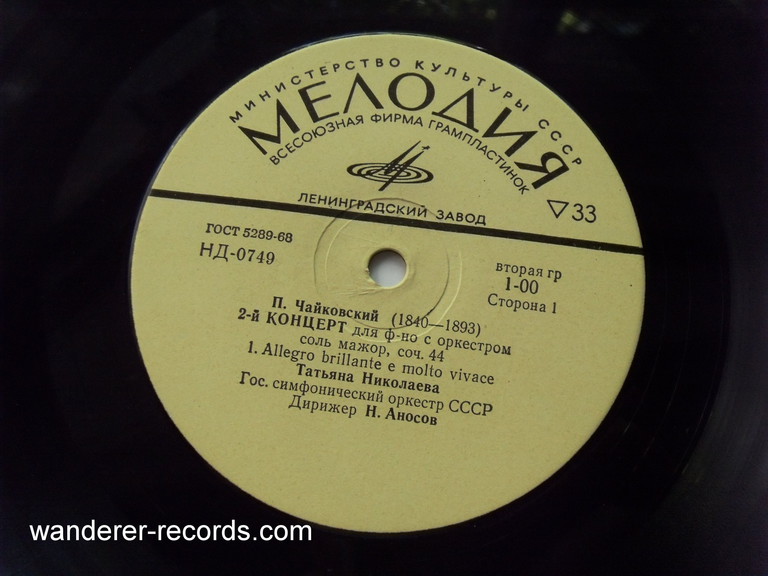 МИНИСТЕРСТВО КУЛЬТУРЫ СССР
МЕЛОДИЯ
ВСЕСОЮЗНАЯ ФИРМА ГРАМПЛАСТИНОК
ЛЕНИНГРАДСКИЙ ЗАВОД
▽33
ГОСТ 5289-68
НД-0749
вторая гр
1-00
Сторона 1
П. Чайковский (1840—1893)
2-й КОНЦЕРТ для ф-но с оркестром
соль мажор, соч. 44
1. Allegro brillante e molto vivace
Татьяна Николаева
Гос. симфонический оркестр СССР
Дирижер Н. Аносов
wanderer-records.com